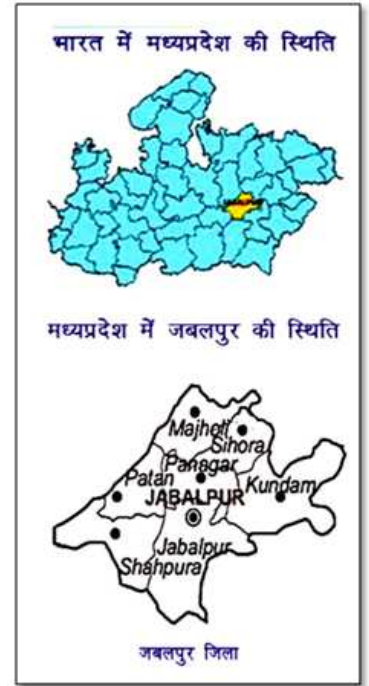 भारत में मध्यप्रदेश की स्थिति
मध्यप्रदेश में जबलपुर की स्थिति
Majholi
Sihora
Panagar
Patan
Kundam
JABALPUR
Jabalpur
Shahpura
जबलपुर जिला